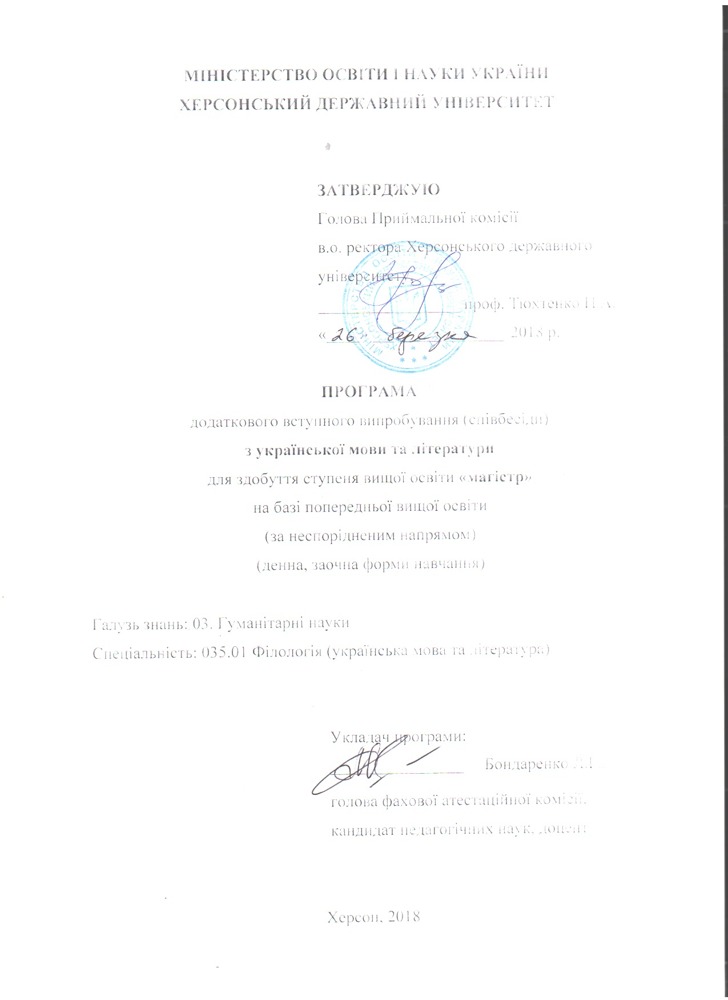 МІНІСТЕРСТВО ОСВІТИ І НАУКИ УКРАЇНИ
ХЕРСОНСЬКИЙ ДЕРЖАВНИЙ УНІВЕРСИТЕТ
ЗАТВЕРДЖУЮ
Голова Приймальної комісії
в.о. ректора Херсонського державного
університету
проф. Тюхтенко Н.А.
«26» березня 2018 р.
ПРОГРАМА
додаткового вступного випробування (співбесіди)
з української мови та літератури
для здобуття ступеня вищої освіти «магістр»
на базі попередньої вищої освіти
(за неспорідненим напрямом)
(денна, заочна форми навчання)
Галузь знань: 03. Гуманітарні науки
Спеціальність: 035.01 Філологія (українська мова та література)
Укладач програми:
Бондаренко
голова фахової атестаційної комісії,
кандидат педагогічних наук, доцент
Херсон, 2018